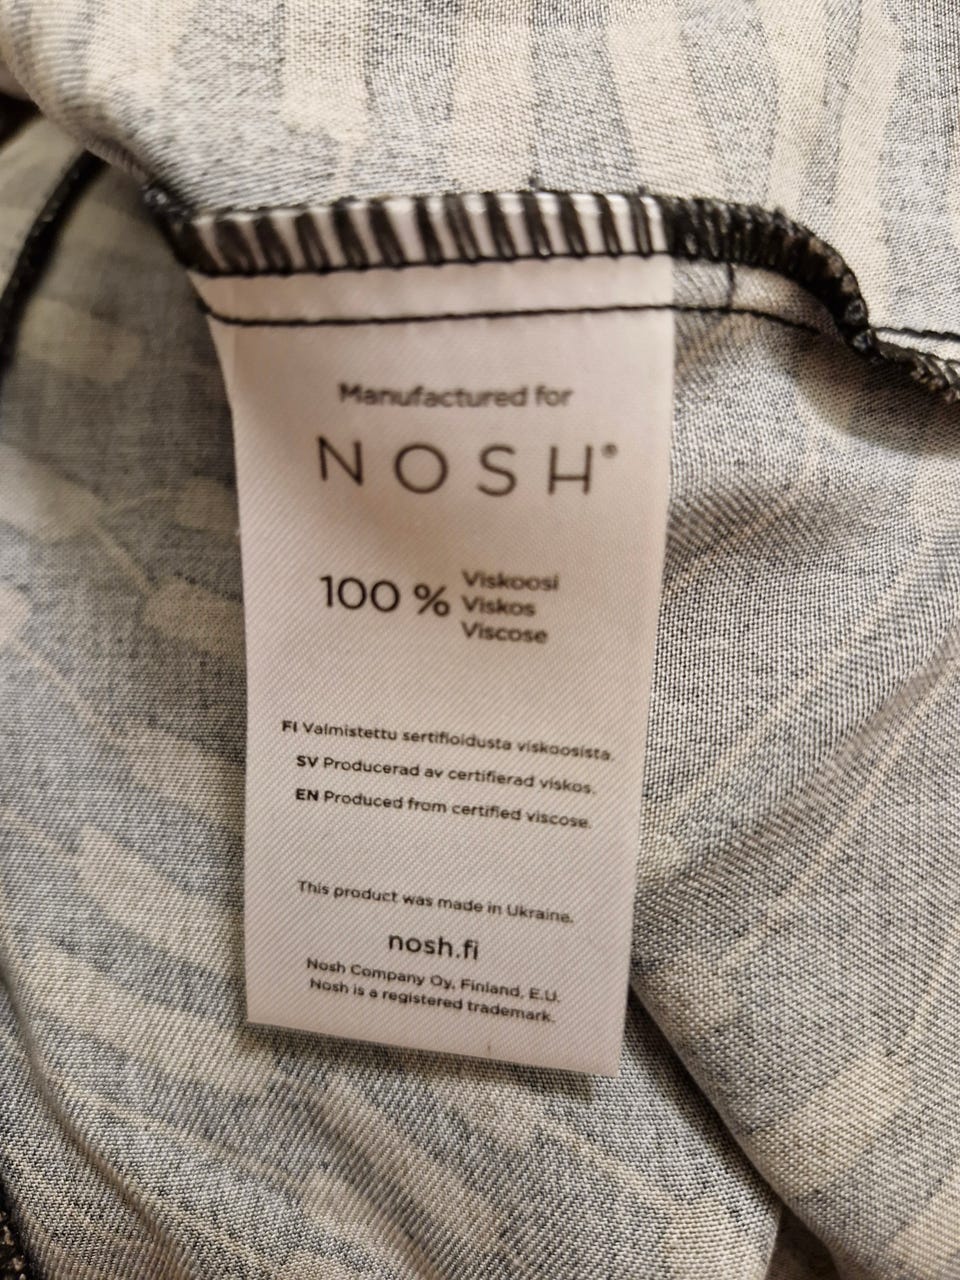 Manufactured for
NOSH®
100 % Viskoosi
Viskos
Viscose
FI Valmistettu sertifioidusta viskoosista.
SV Producerad av certifierad viskos.
EN Produced from certified viscose.
This product was made in Ukraine.
nosh.fi
Nosh Company Oy, Finland, E.U.
Nosh is a registered trademark.